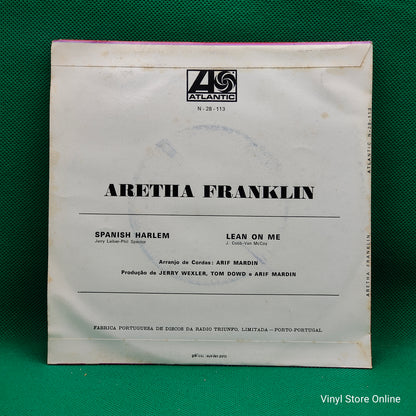 ATLANTIC
N - 28 - 113
ARETHA FRANKLIN
SPANISH HARLEM
Jerry Leiber-Phil Spector
LEAN ON ME
J. Cobb-Van McCoy
Arranjo de Cordas: ARIF MARDIN
Produção de JERRY WEXLER, TOM DOWD e ARIF MARDIN
FABRICA PORTUGUESA DE DISCOS DA RADIO TRIUNFO, LIMITADA — PORTO-PORTUGAL
ARETHA FRANKLIN
ATLANTIC N-28-113
Vinyl Store Online